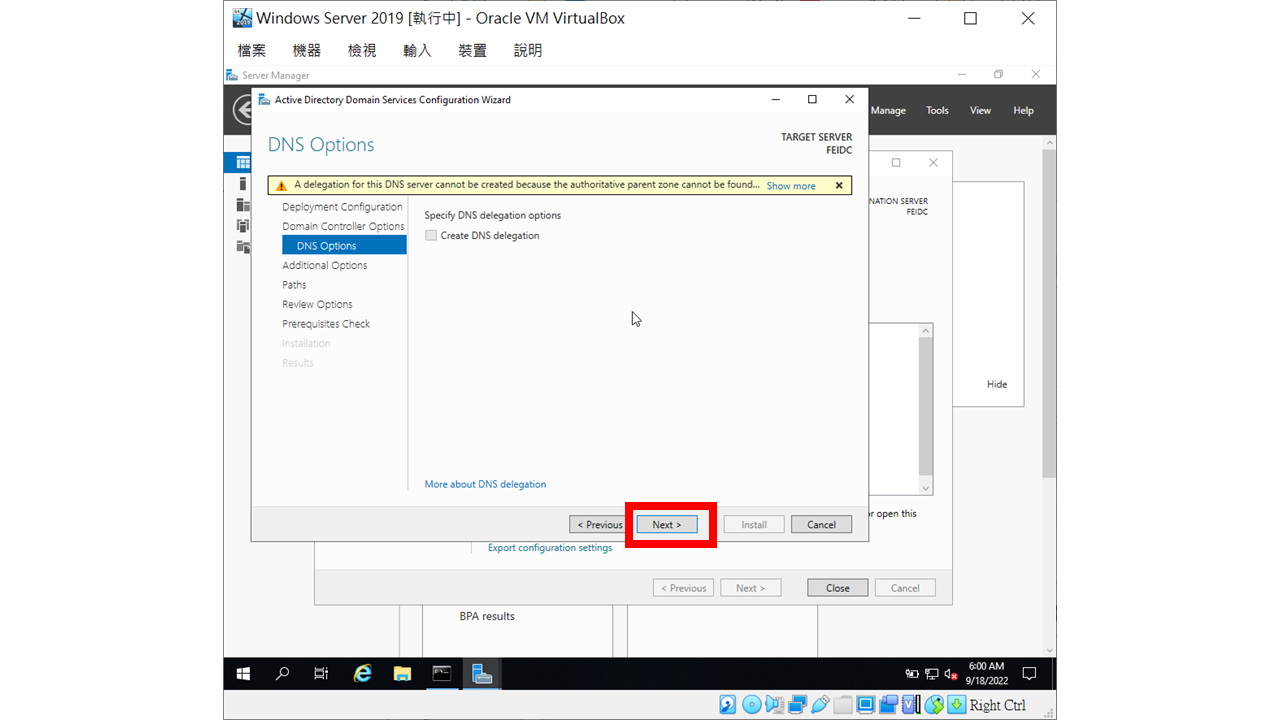 Windows Server 2019 [執行中] - Oracle VM VirtualBox
檔案 機器 檢視 輸入 裝置 說明
Server Manager
Active Directory Domain Services Configuration Wizard
Manage Tools View Help
DNS Options
TARGET SERVER
FEIDC
A delegation for this DNS server cannot be created because the authoritative parent zone cannot be found... Show more
NATION SERVER
FEIDC
Deployment Configuration
Domain Controller Options
DNS Options
Additional Options
Paths
Review Options
Prerequisites Check
Installation
Results
Specify DNS delegation options
Create DNS delegation
Hide
More about DNS delegation
or open this
< Previous Next > Install Cancel
Export configuration settings
< Previous Next > Close Cancel
BPA results
6:00 AM
9/18/2022
Right Ctrl